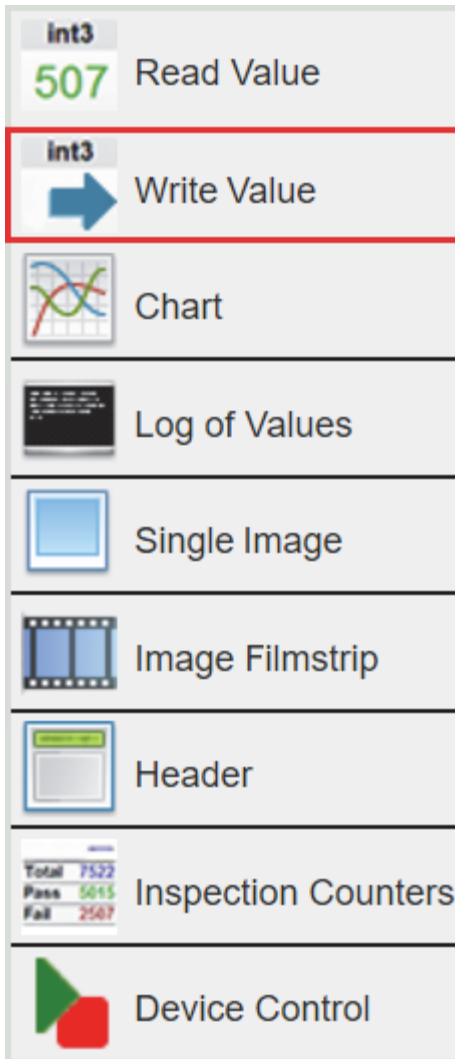 int3
507
Read Value
int3
Write Value
Chart
Log of Values
Single Image
Image Filmstrip
Header
Total 7522
Pass 5015
Fail 2507
Inspection Counters
Device Control